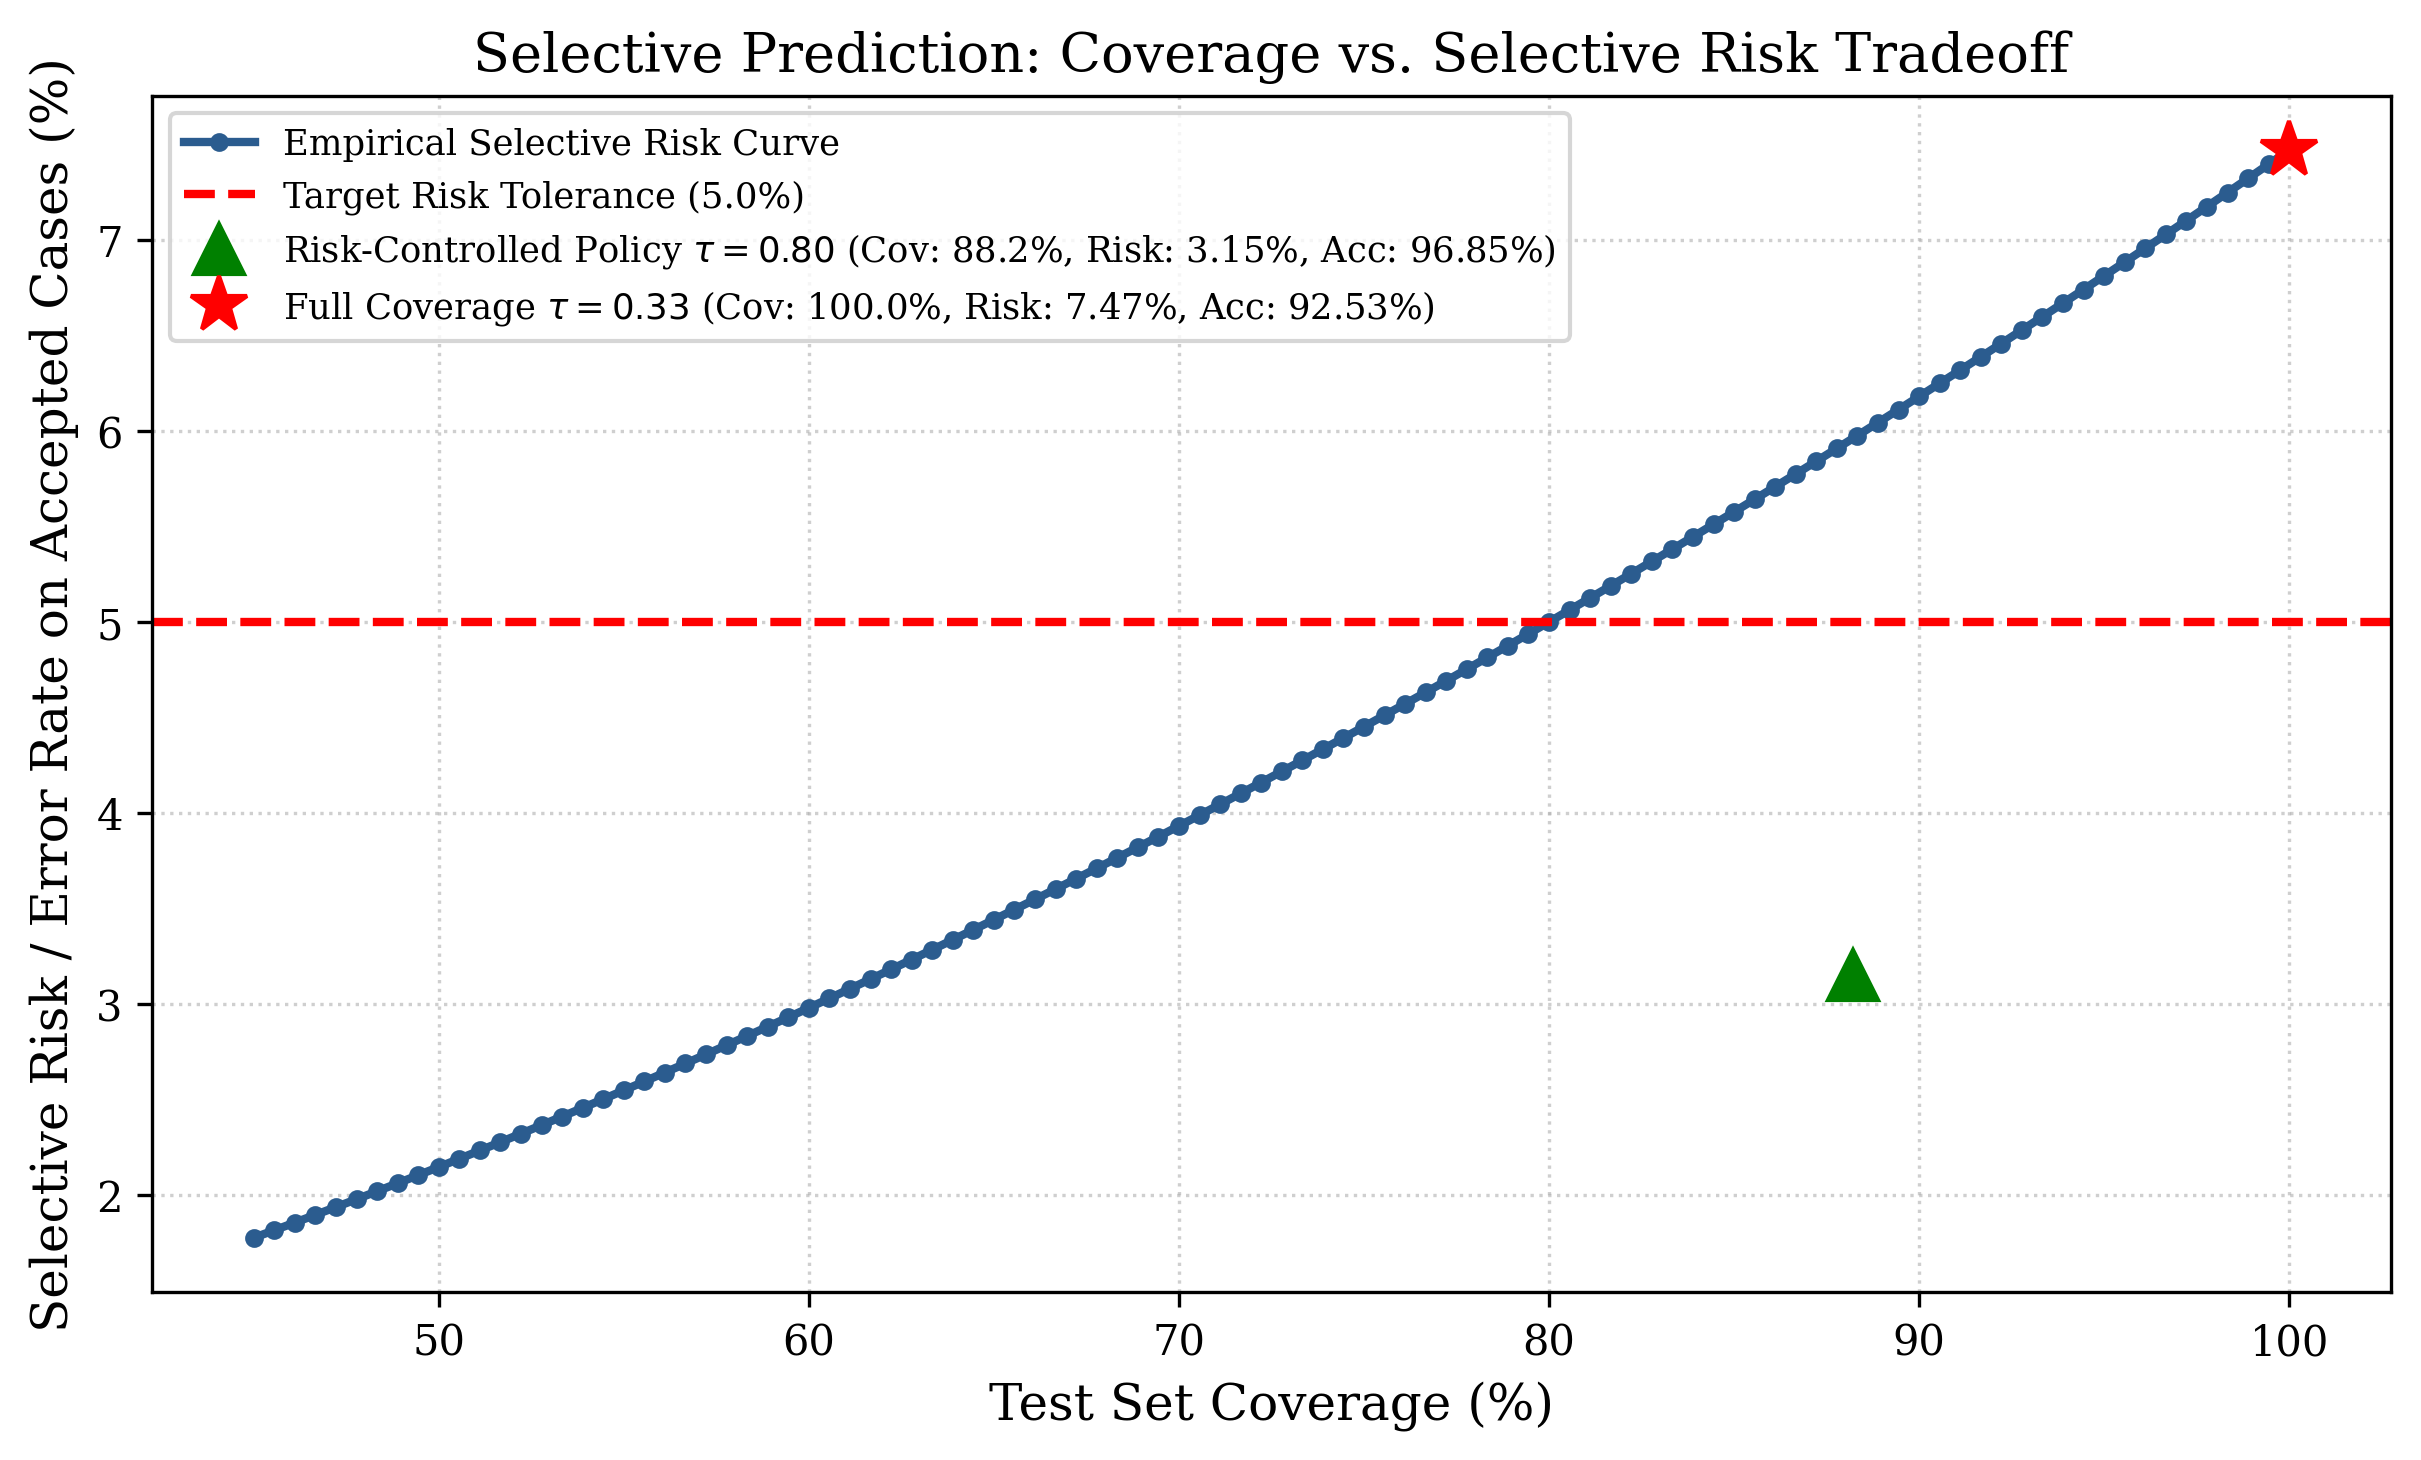 Selective Prediction: Coverage vs. Selective Risk Tradeoff
Selective Risk / Error Rate on Accepted Cases (%)
Empirical Selective Risk Curve
Target Risk Tolerance (5.0%)
Risk-Controlled Policy τ = 0.80 (Cov: 88.2%, Risk: 3.15%, Acc: 96.85%)
Full Coverage τ = 0.33 (Cov: 100.0%, Risk: 7.47%, Acc: 92.53%)
7
6
5
4
3
2
50 60 70 80 90 100
Test Set Coverage (%)